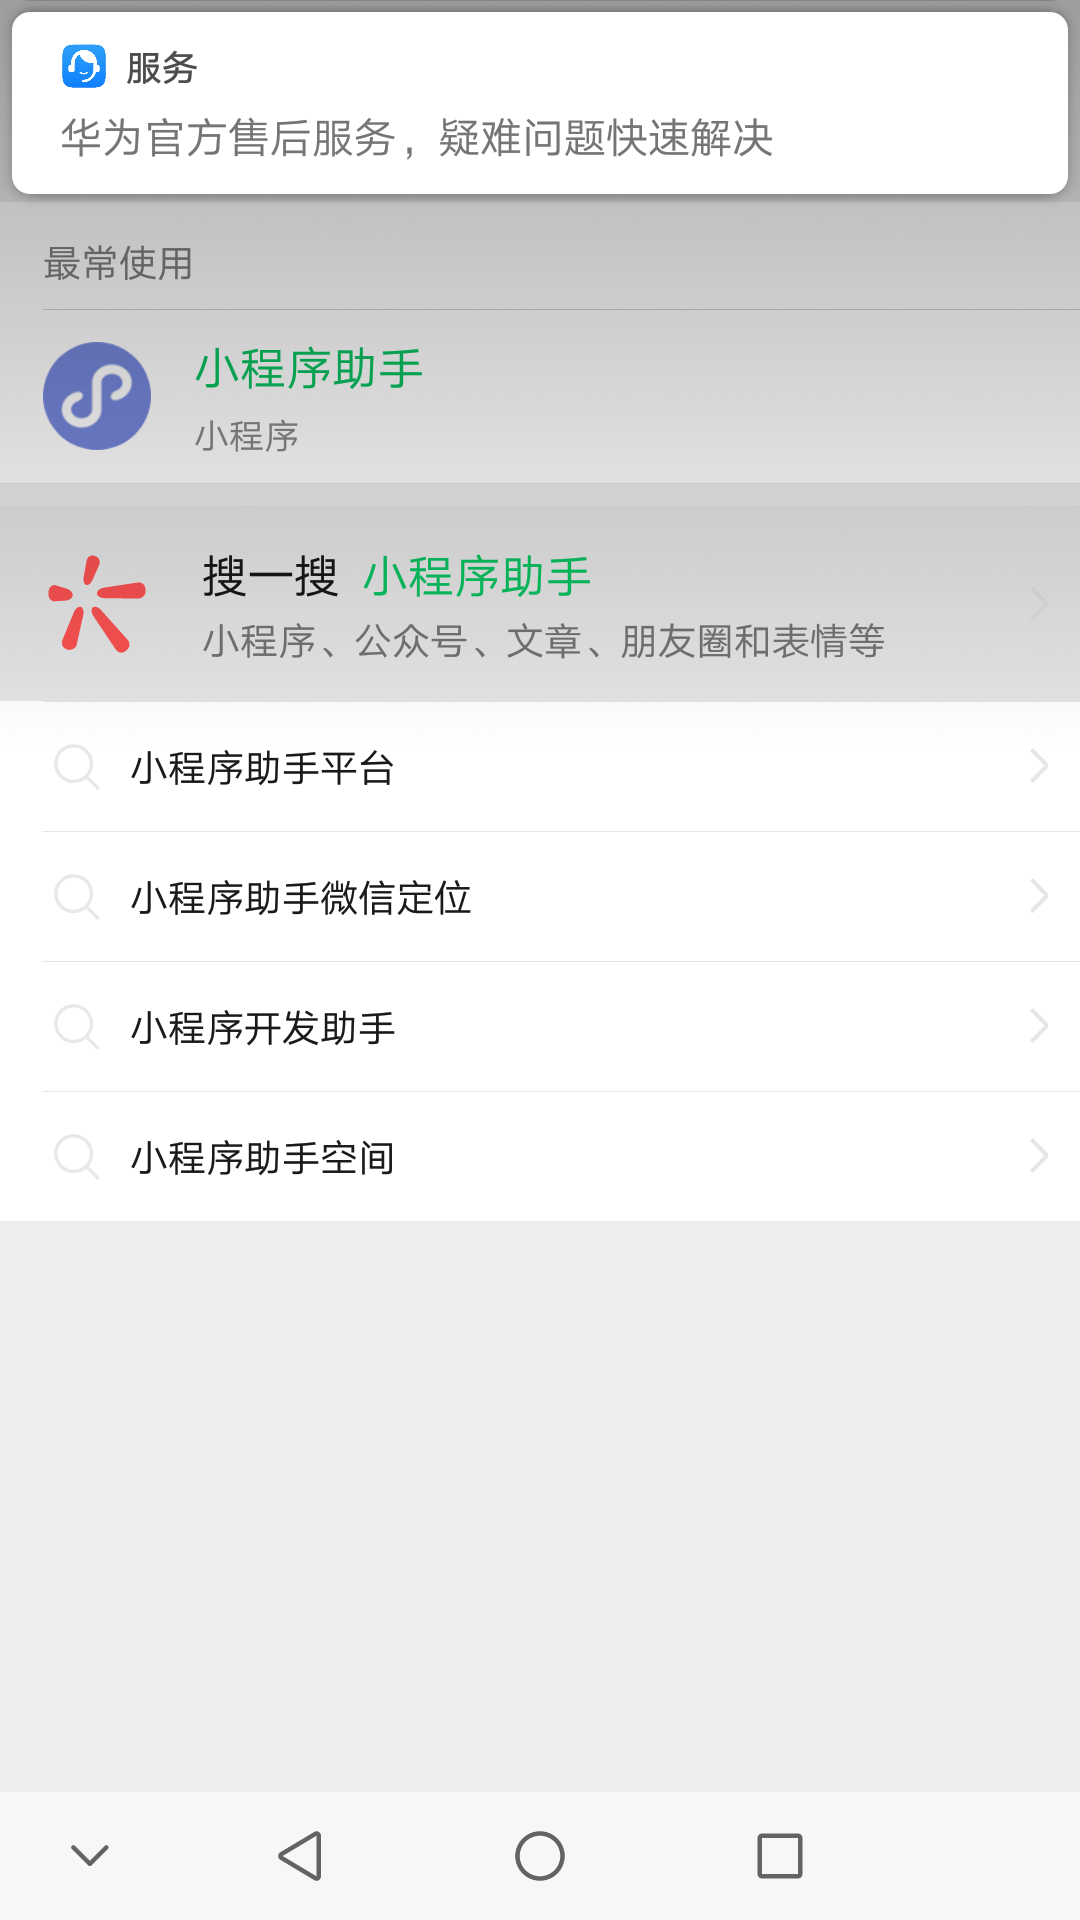 服务
华为官方售后服务，疑难问题快速解决
最常使用
小程序助手
小程序
搜一搜 小程序助手
小程序、公众号、文章、朋友圈和表情等
小程序助手平台
小程序助手微信定位
小程序开发助手
小程序助手空间